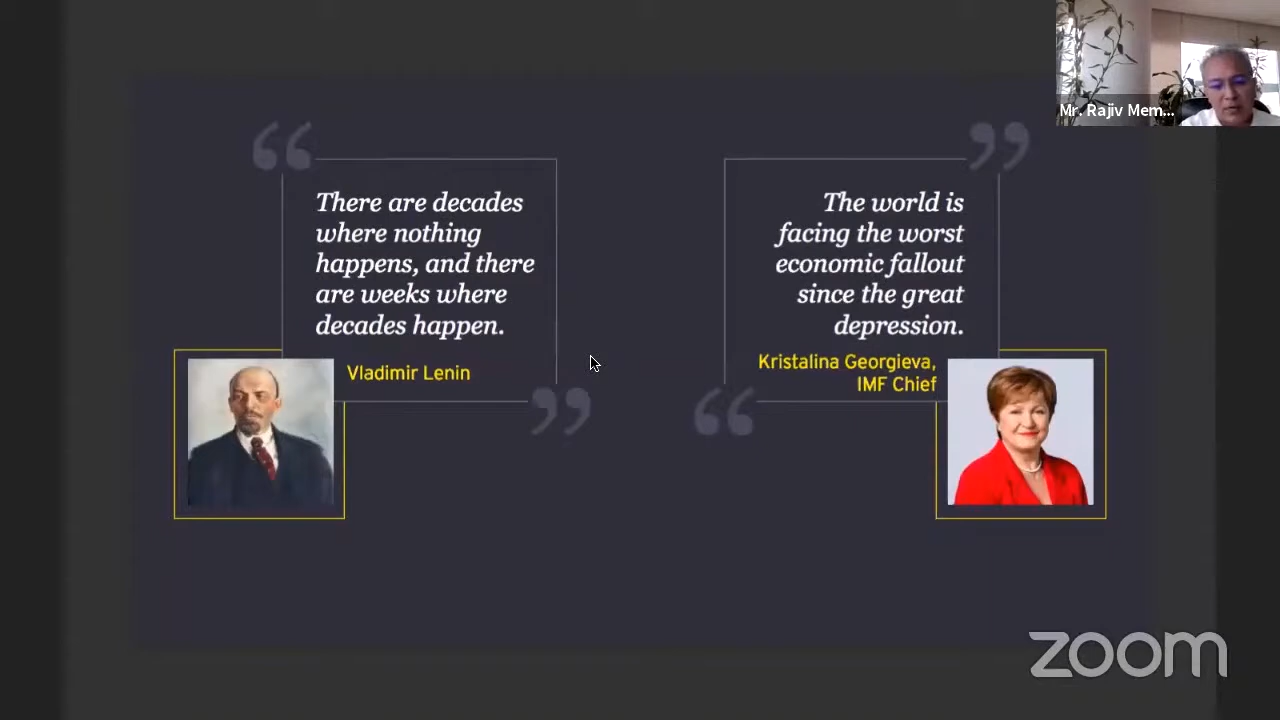 Mr. Rajiv Mem...
There are decades
where nothing
happens, and there
are weeks where
decades happen.
Vladimir Lenin
The world is
facing the worst
economic fallout
since the great
depression.
Kristalina Georgieva,
IMF Chief
zoom